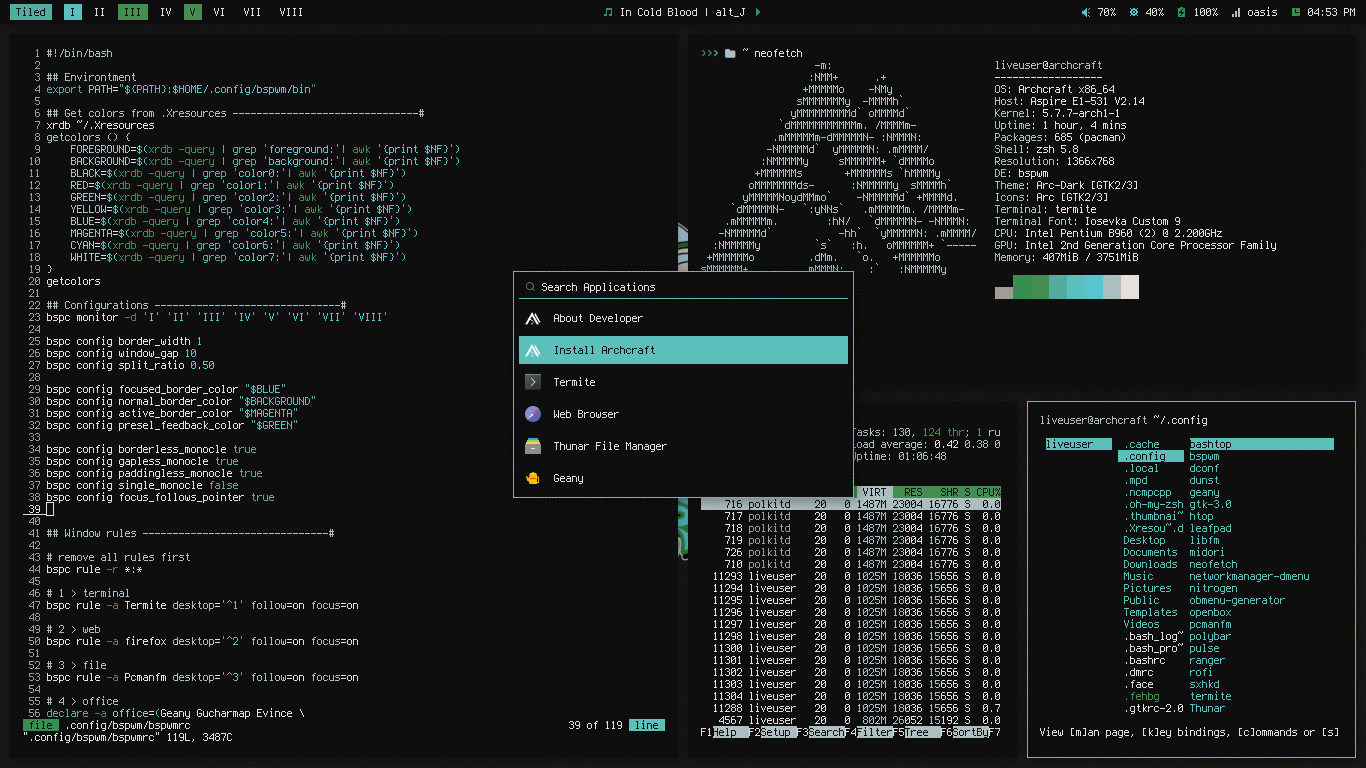 Tiled I II III IV V VI VII VIII
In Cold Blood | alt_J
70% 40% 100% oasis 04:53 PM
1 #!/bin/bash
2
3 ## Environtment
4 export PATH="${PATH}:$HOME/.config/bspwm/bin"
5
6 ## Get colors from .Xresources -------------------------------#
7 xrdb ~/.Xresources
8 getcolors () {
9 FOREGROUND=$(xrdb -query | grep 'foreground:'| awk '{print $NF}')
10 BACKGROUND=$(xrdb -query | grep 'background:'| awk '{print $NF}')
11 BLACK=$(xrdb -query | grep 'color0:'| awk '{print $NF}')
12 RED=$(xrdb -query | grep 'color1:'| awk '{print $NF}')
13 GREEN=$(xrdb -query | grep 'color2:'| awk '{print $NF}')
14 YELLOW=$(xrdb -query | grep 'color3:'| awk '{print $NF}')
15 BLUE=$(xrdb -query | grep 'color4:'| awk '{print $NF}')
16 MAGENTA=$(xrdb -query | grep 'color5:'| awk '{print $NF}')
17 CYAN=$(xrdb -query | grep 'color6:'| awk '{print $NF}')
18 WHITE=$(xrdb -query | grep 'color7:'| awk '{print $NF}')
19 }
20 getcolors
21
22 ## Configurations -------------------------------#
23 bspc monitor -d 'I' 'II' 'III' 'IV' 'V' 'VI' 'VII' 'VIII'
24
25 bspc config border_width 1
26 bspc config window_gap 10
27 bspc config split_ratio 0.50
28
29 bspc config focused_border_color "$BLUE"
30 bspc config normal_border_color "$BACKGROUND"
31 bspc config active_border_color "$MAGENTA"
32 bspc config presel_feedback_color "$GREEN"
33
34 bspc config borderless_monocle true
35 bspc config gapless_monocle true
36 bspc config paddingless_monocle true
37 bspc config single_monocle false
38 bspc config focus_follows_pointer true
39
40
41 ## Window rules -------------------------------#
42
43 # remove all rules first
44 bspc rule -r *:*
45
46 # 1 > terminal
47 bspc rule -a Termite desktop='^1' follow=on focus=on
48
49 # 2 > web
50 bspc rule -a firefox desktop='^2' follow=on focus=on
51
52 # 3 > file
53 bspc rule -a Pcmanfm desktop='^3' follow=on focus=on
54
55 # 4 > office
56 declare -a office=(Geany Gucharmap Evince \
file .config/bspwm/bspwmrc 39 of 119 line
".config/bspwm/bspwmrc" 119L, 3487C
>>> ~ neofetch
liveuser@archcraft
------------------
OS: Archcraft x86_64
Host: Aspire E1-531 V2.14
Kernel: 5.7.7-arch1-1
Uptime: 1 hour, 4 mins
Packages: 685 (pacman)
Shell: zsh 5.8
Resolution: 1366x768
DE: bspwm
Theme: Arc-Dark [GTK2/3]
Icons: Arc [GTK2/3]
Terminal: termite
Terminal Font: Iosevka Custom 9
CPU: Intel Pentium B960 (2) @ 2.200GHz
GPU: Intel 2nd Generation Core Processor Family
Memory: 407MiB / 3751MiB
Search Applications
About Developer
Install Archcraft
Termite
Web Browser
Thunar File Manager
Geany
Tasks: 130, 124 thr; 1 ru
Load average: 0.42 0.38 0
Uptime: 01:06:48
VIRT RES SHR S CPU%
716 polkitd 20 0 1487M 23004 16776 S 0.0
717 polkitd 20 0 1487M 23004 16776 S 0.0
718 polkitd 20 0 1487M 23004 16776 S 0.0
719 polkitd 20 0 1487M 23004 16776 S 0.0
726 polkitd 20 0 1487M 23004 16776 S 0.0
710 polkitd 20 0 1487M 23004 16776 S 0.0
11293 liveuser 20 0 1025M 18036 15656 S 0.0
11294 liveuser 20 0 1025M 18036 15656 S 0.0
11295 liveuser 20 0 1025M 18036 15656 S 0.0
11296 liveuser 20 0 1025M 18036 15656 S 0.0
11297 liveuser 20 0 1025M 18036 15656 S 0.0
11298 liveuser 20 0 1025M 18036 15656 S 0.0
11300 liveuser 20 0 1025M 18036 15656 S 0.0
11301 liveuser 20 0 1025M 18036 15656 S 0.0
11302 liveuser 20 0 1025M 18036 15656 S 0.0
11303 liveuser 20 0 1025M 18036 15656 S 0.0
11304 liveuser 20 0 1025M 18036 15656 S 0.0
11288 liveuser 20 0 1025M 18036 15656 S 0.7
4567 liveuser 20 0 802M 26052 15192 S 0.0
F1Help F2Setup F3SearchF4FilterF5Tree F6SortByF7
liveuser@archcraft ~/.config
liveuser .cache bashtop
.config bspwm
.local dconf
.mpd dunst
.ncmpcpp geany
.oh-my-zsh gtk-3.0
.thumbnai~ htop
.Xresou~.d leafpad
Desktop libfm
Documents midori
Downloads neofetch
Music networkmanager-dmenu
Pictures nitrogen
Public obmenu-generator
Templates openbox
Videos pcmanfm
.bash_log~ polybar
.bash_pro~ pulse
.bashrc ranger
.dmrc rofi
.face sxhkd
.fehbg termite
.gtkrc-2.0 Thunar
View [m]an page, [k]ey bindings, [c]ommands or [s]